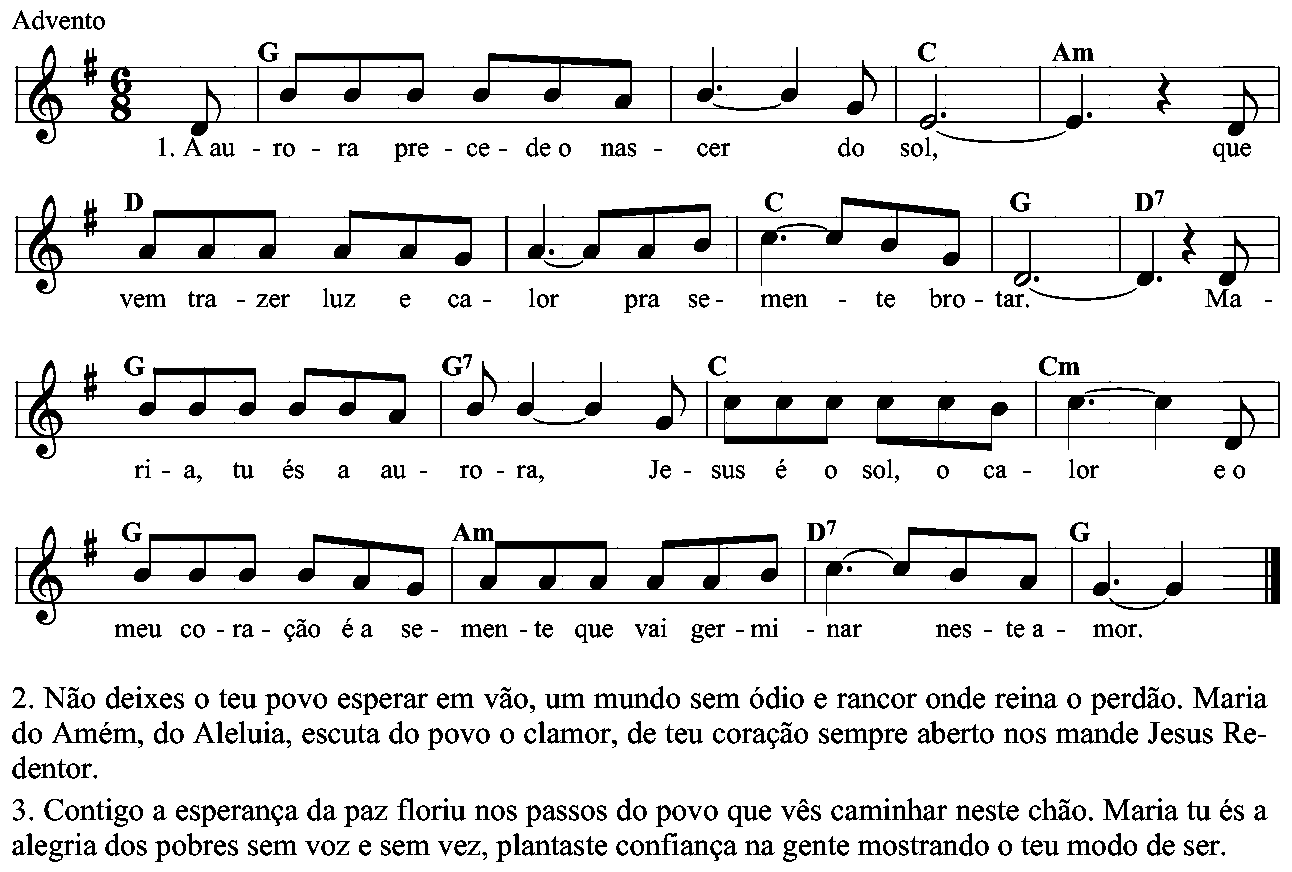 Advento
G C Am
6
8
1. A au - ro - ra pre - ce - de o nas - cer do sol, que
D C G D7
vem tra - zer luz e ca - lor pra se - men - te bro - tar. Ma -
G G7 C Cm
ri - a, tu és a au - ro - ra, Je - sus é o sol, o ca - lor e o
G Am D7 G
meu co - ra - ção é a se - men - te que vai ger - mi - nar nes - te a - mor.
2. Não deixes o teu povo esperar em vão, um mundo sem ódio e rancor onde reina o perdão. Maria
do Amém, do Aleluia, escuta do povo o clamor, de teu coração sempre aberto nos mande Jesus Re-
dentor.
3. Contigo a esperança da paz floriu nos passos do povo que vês caminhar neste chão. Maria tu és a
alegria dos pobres sem voz e sem vez, plantaste confiança na gente mostrando o teu modo de ser.